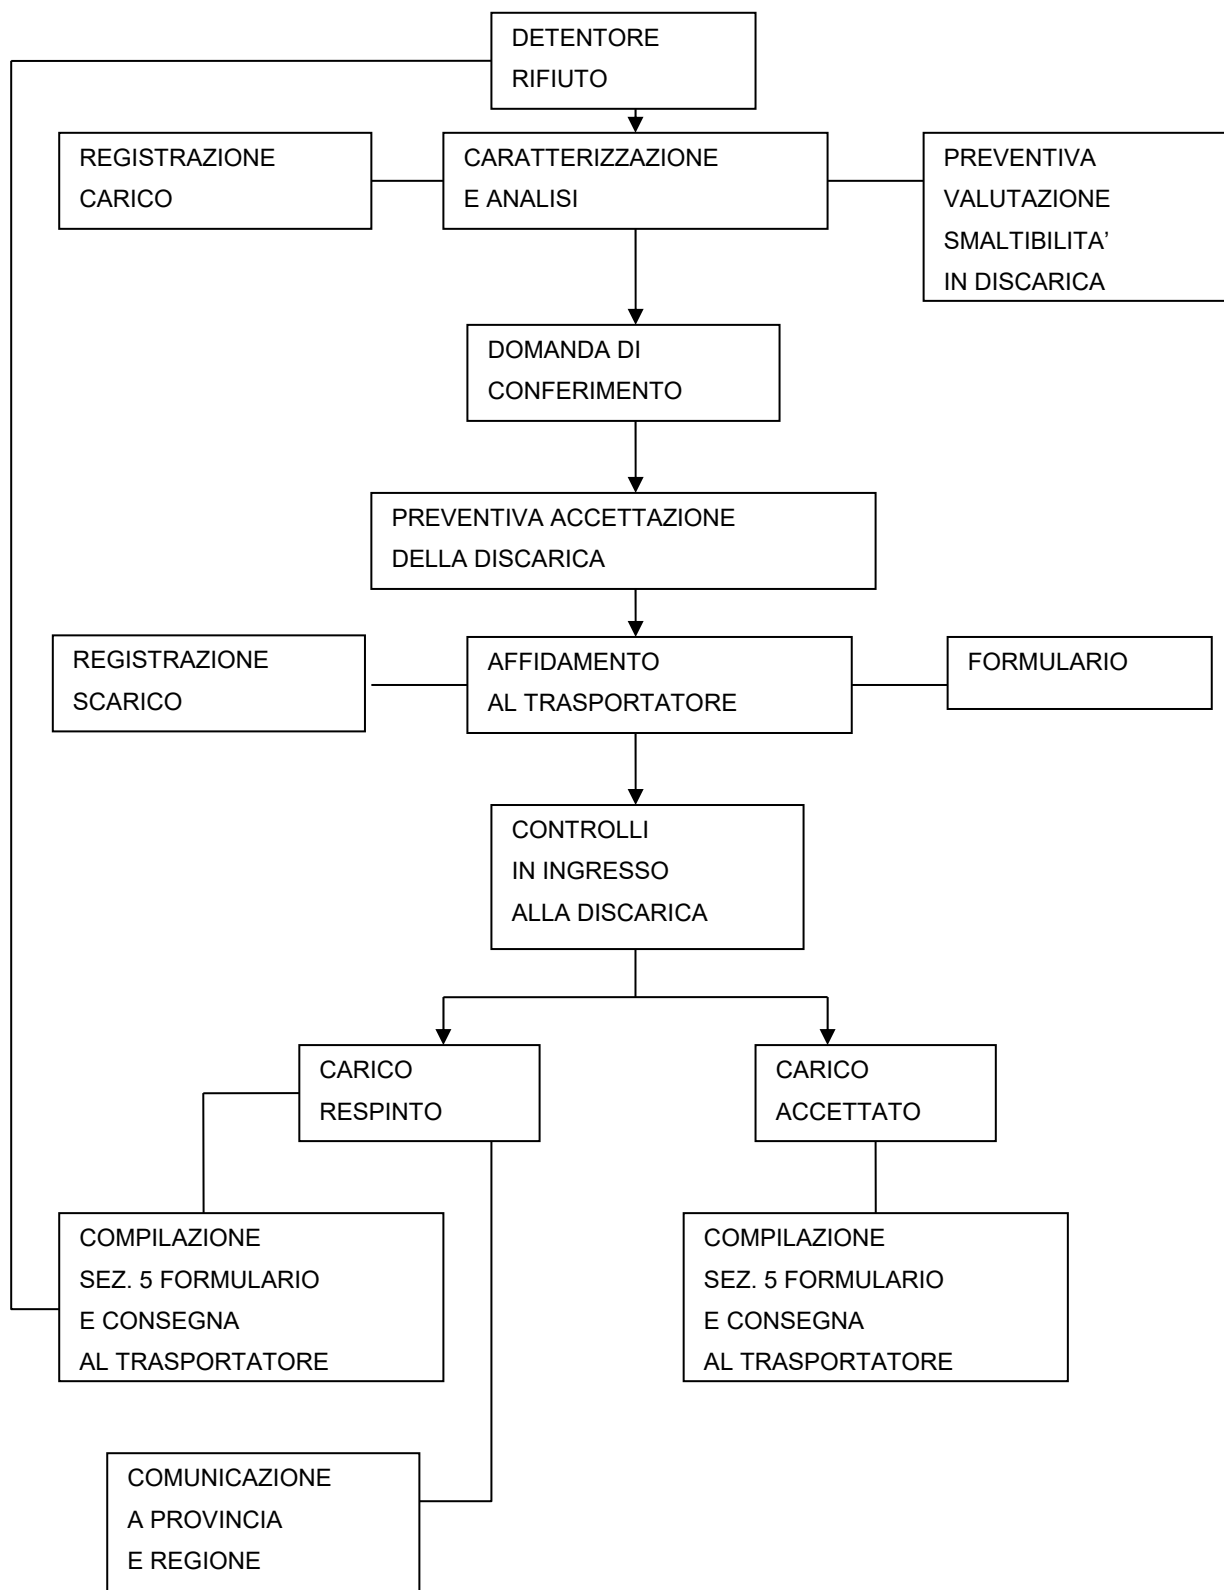 DETENTORE
RIFIUTO
REGISTRAZIONE
CARICO
CARATTERIZZAZIONE
E ANALISI
PREVENTIVA
VALUTAZIONE
SMALTIBILITA’
IN DISCARICA
DOMANDA DI
CONFERIMENTO
PREVENTIVA ACCETTAZIONE
DELLA DISCARICA
REGISTRAZIONE
SCARICO
AFFIDAMENTO
AL TRASPORTATORE
FORMULARIO
CONTROLLI
IN INGRESSO
ALLA DISCARICA
CARICO
RESPINTO
CARICO
ACCETTATO
COMPILAZIONE
SEZ. 5 FORMULARIO
E CONSEGNA
AL TRASPORTATORE
COMPILAZIONE
SEZ. 5 FORMULARIO
E CONSEGNA
AL TRASPORTATORE
COMUNICAZIONE
A PROVINCIA
E REGIONE